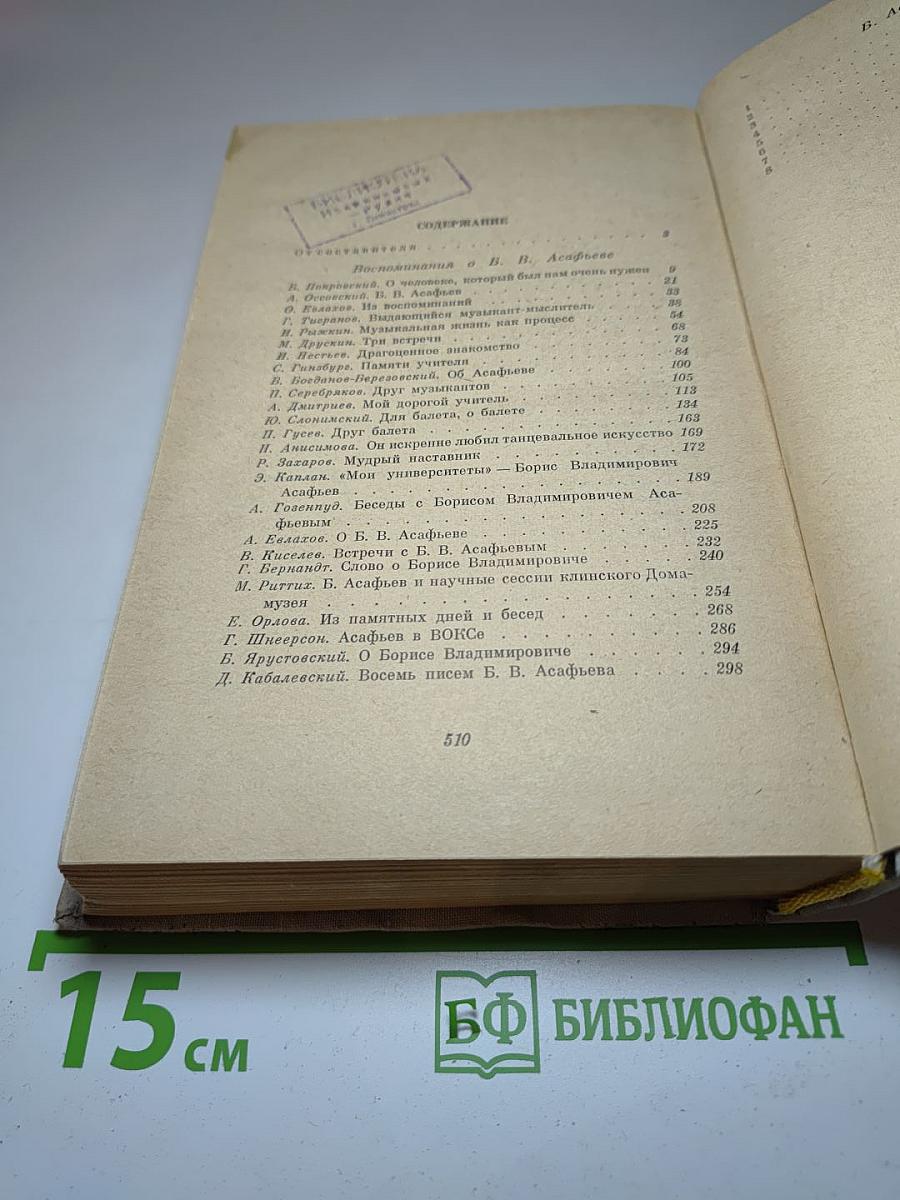 БИБЛИОТЕКА
СОДЕРЖАНИЕ
От составителя . . . . . . . . . . . . . . . 3
Воспоминания о Б. В. Асафьеве
Б. Покровский. О человеке, который был нам очень нужен 9
А. Оссовский. Б. В. Асафьев . . . . . . . . . . 21
О. Евлахов. Из воспоминаний . . . . . . . . . . 33
Г. Тигранов. Выдающийся музыкант-мыслитель . . . . 38
И. Рыжкин. Музыкальная жизнь как процесс . . . . . 54
М. Друскин. Три встречи . . . . . . . . . . 68
И. Нестьев. Драгоценное знакомство . . . . . . . 73
С. Гинзбург. Памяти учителя . . . . . . . . . 84
В. Богданов-Березовский. Об Асафьеве . . . . . . 100
П. Серебряков. Друг музыкантов . . . . . . . . 105
А. Дмитриев. Мой дорогой учитель . . . . . . . 113
Ю. Слонимский. Для балета, о балете . . . . . . 134
П. Гусев. Друг балета . . . . . . . . . . 163
Н. Анисимова. Он искренне любил танцевальное искусство 169
Р. Захаров. Мудрый наставник . . . . . . . . 172
Э. Каплан. «Мои университеты» — Борис Владимирович
Асафьев . . . . . . . . . . . . . . 189
А. Гозенпуд. Беседы с Борисом Владимировичем Аса-
фьевым . . . . . . . . . . . . . . 208
А. Евлахов. О Б. В. Асафьеве . . . . . . . . 225
В. Киселев. Встречи с Б. В. Асафьевым . . . . . . 232
Г. Бернандт. Слово о Борисе Владимировиче . . . . . 240
М. Риттих. Б. Асафьев и научные сессии клинского Дома-
музея . . . . . . . . . . . . . . 254
Е. Орлова. Из памятных дней и бесед . . . . . . 268
Г. Шнеерсон. Асафьев в ВОКСе . . . . . . . . 286
Б. Ярустовский. О Борисе Владимировиче . . . . . . 294
Д. Кабалевский. Восемь писем Б. В. Асафьева . . . . 298
510
15 см
БФ БИБЛИОФАН